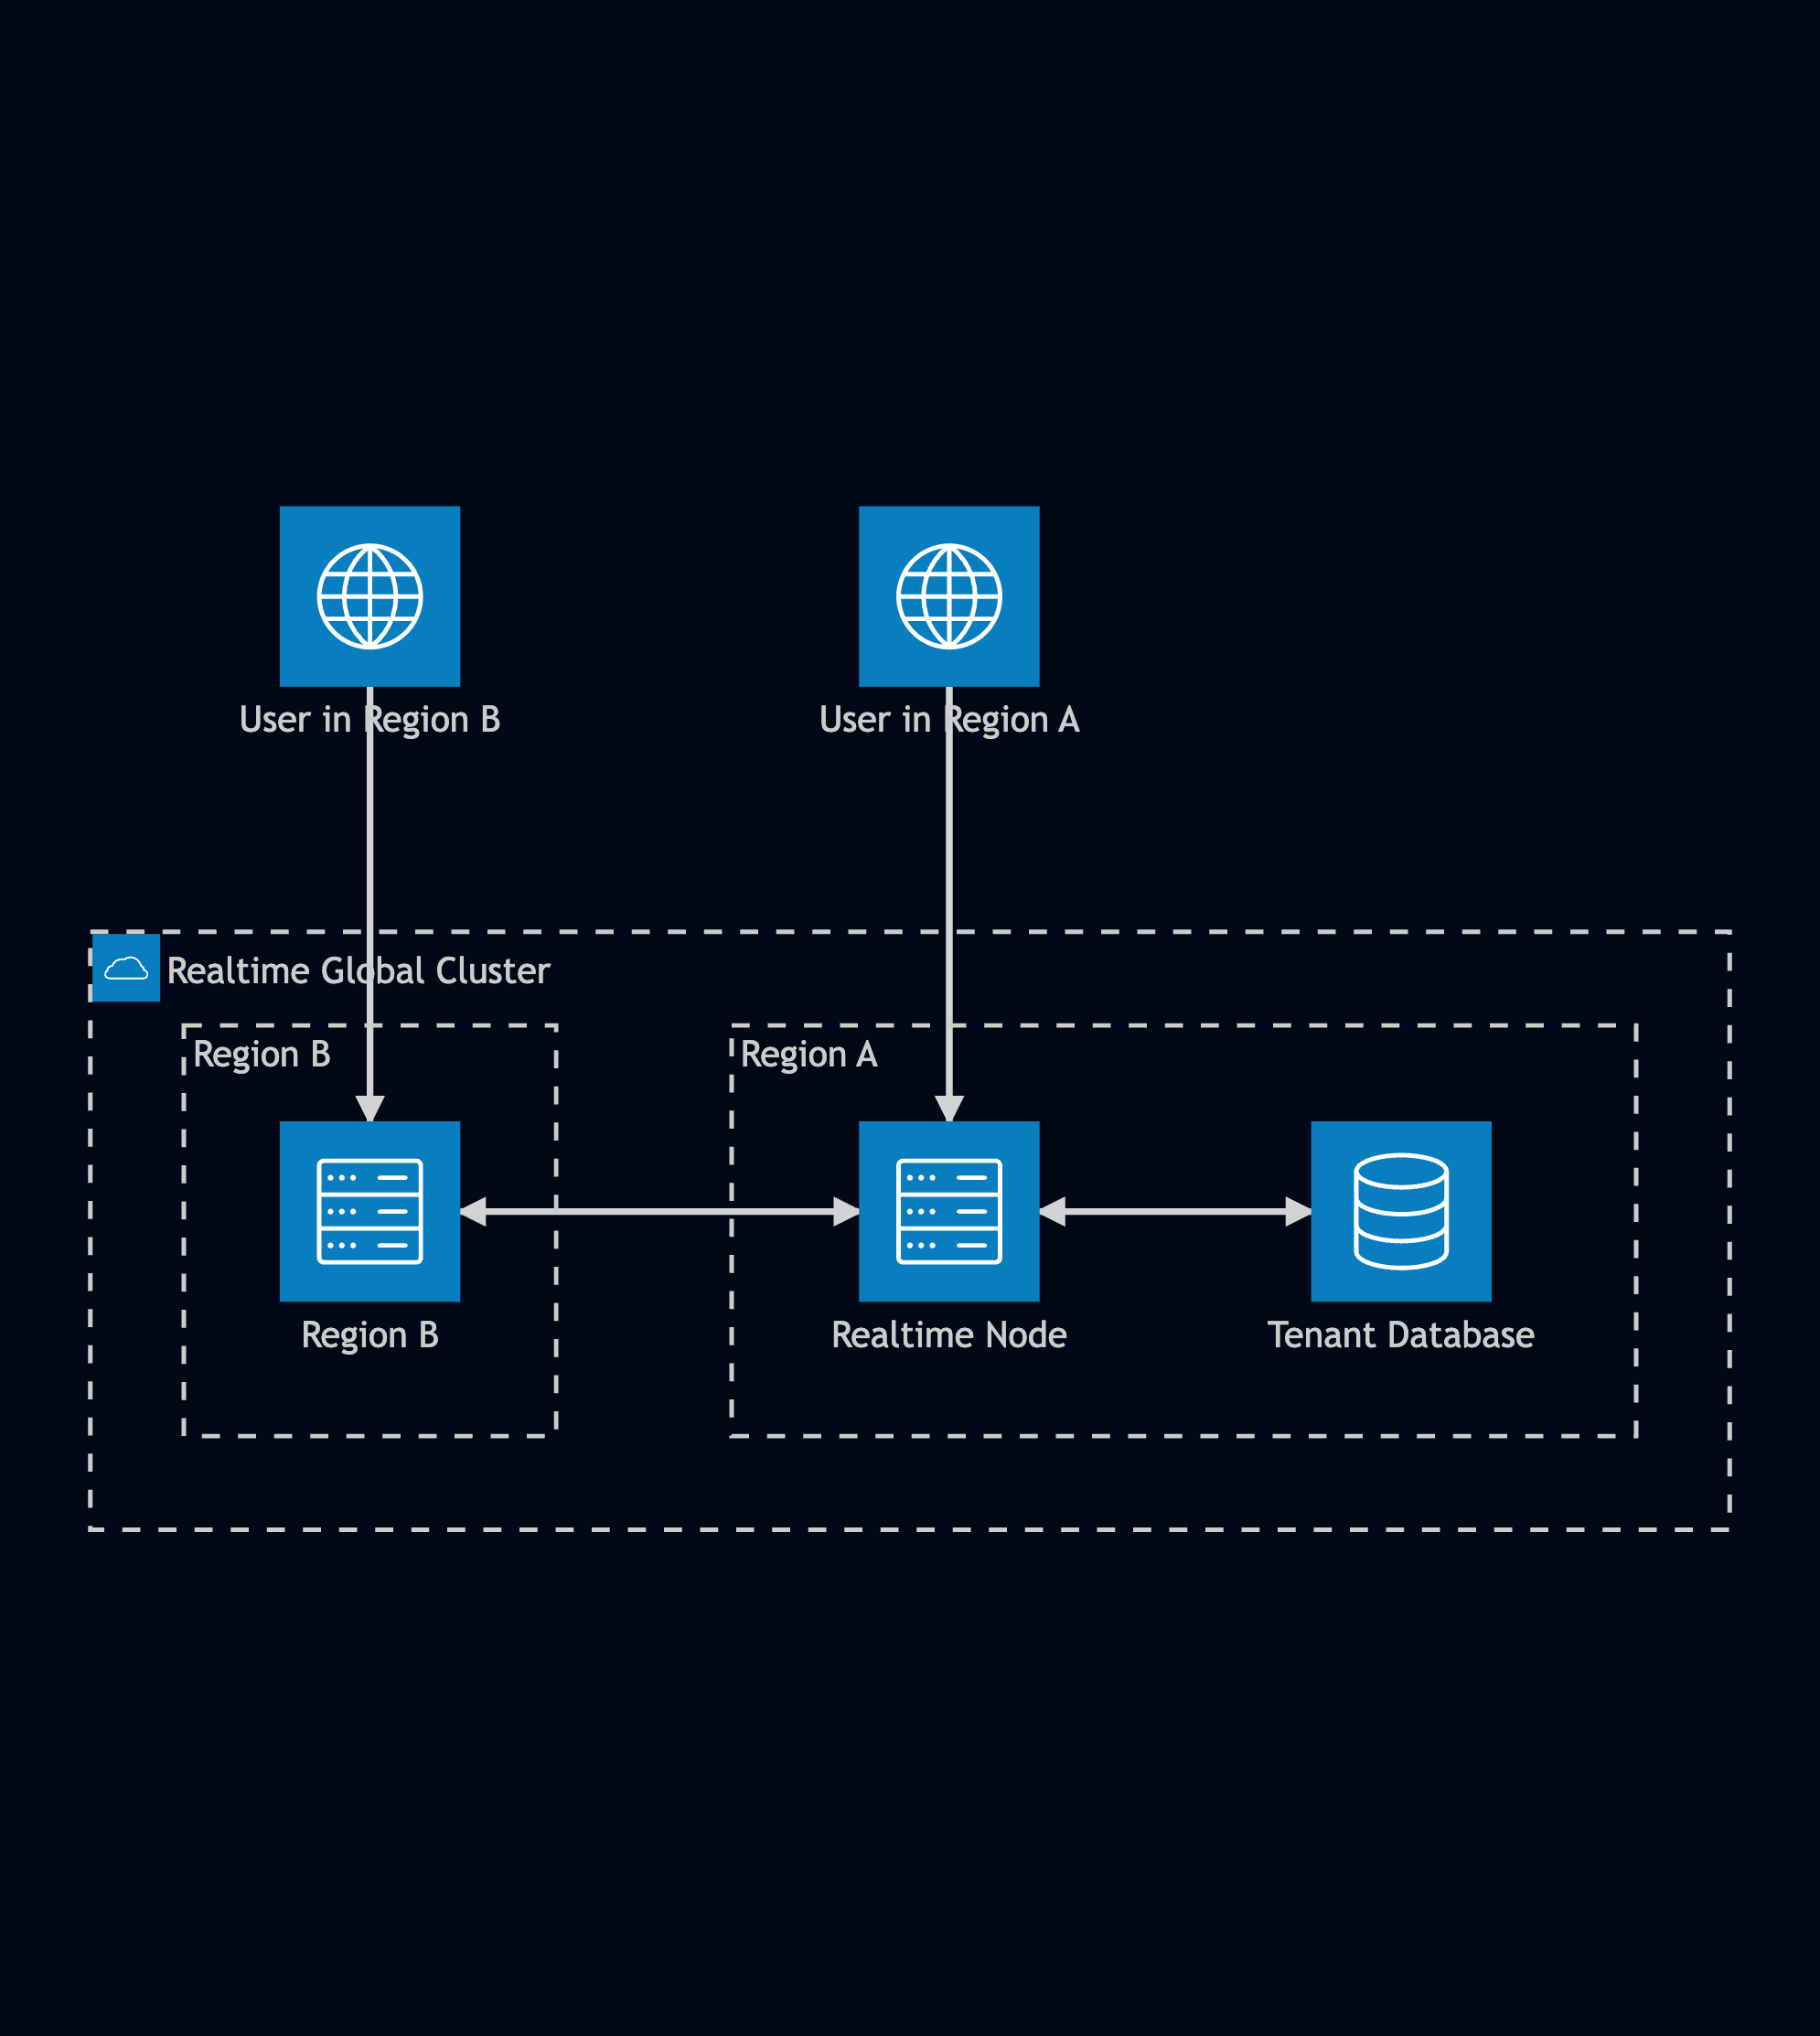 User in Region B
User in Region A
Realtime Global Cluster
Region B
Region A
Region B
Realtime Node
Tenant Database